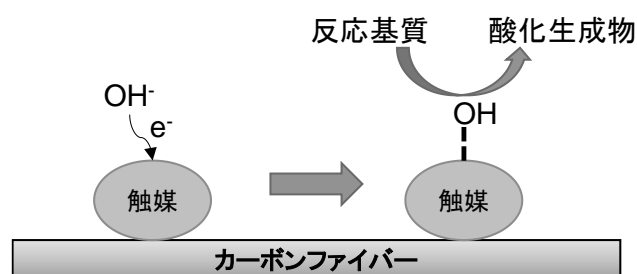 反応基質 酸化生成物
OH-
e-
OH
触媒
触媒
カーボンファイバー